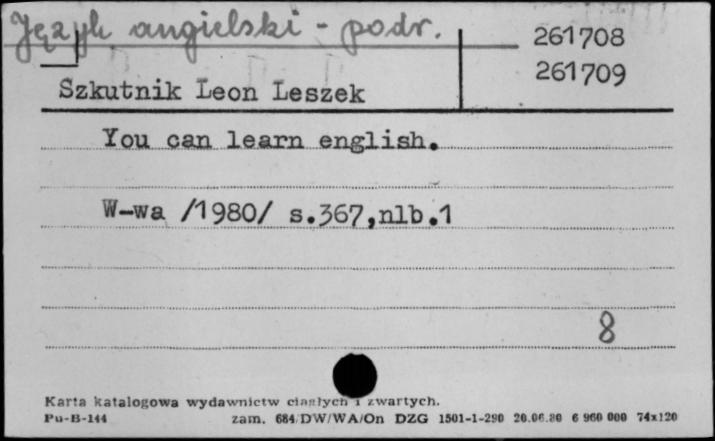 Język angielski - podr.
261708
261709
Szkutnik Leon Leszek
You can learn english.
W-wa /1980/ s.367,nlb.1
8
Karta katalogowa wydawnictw ciągłych i zwartych.
Pu-B-144 zam. 684/DW/WA/On DZG 1501-1-290 20.06.80 6 960 000 74x120